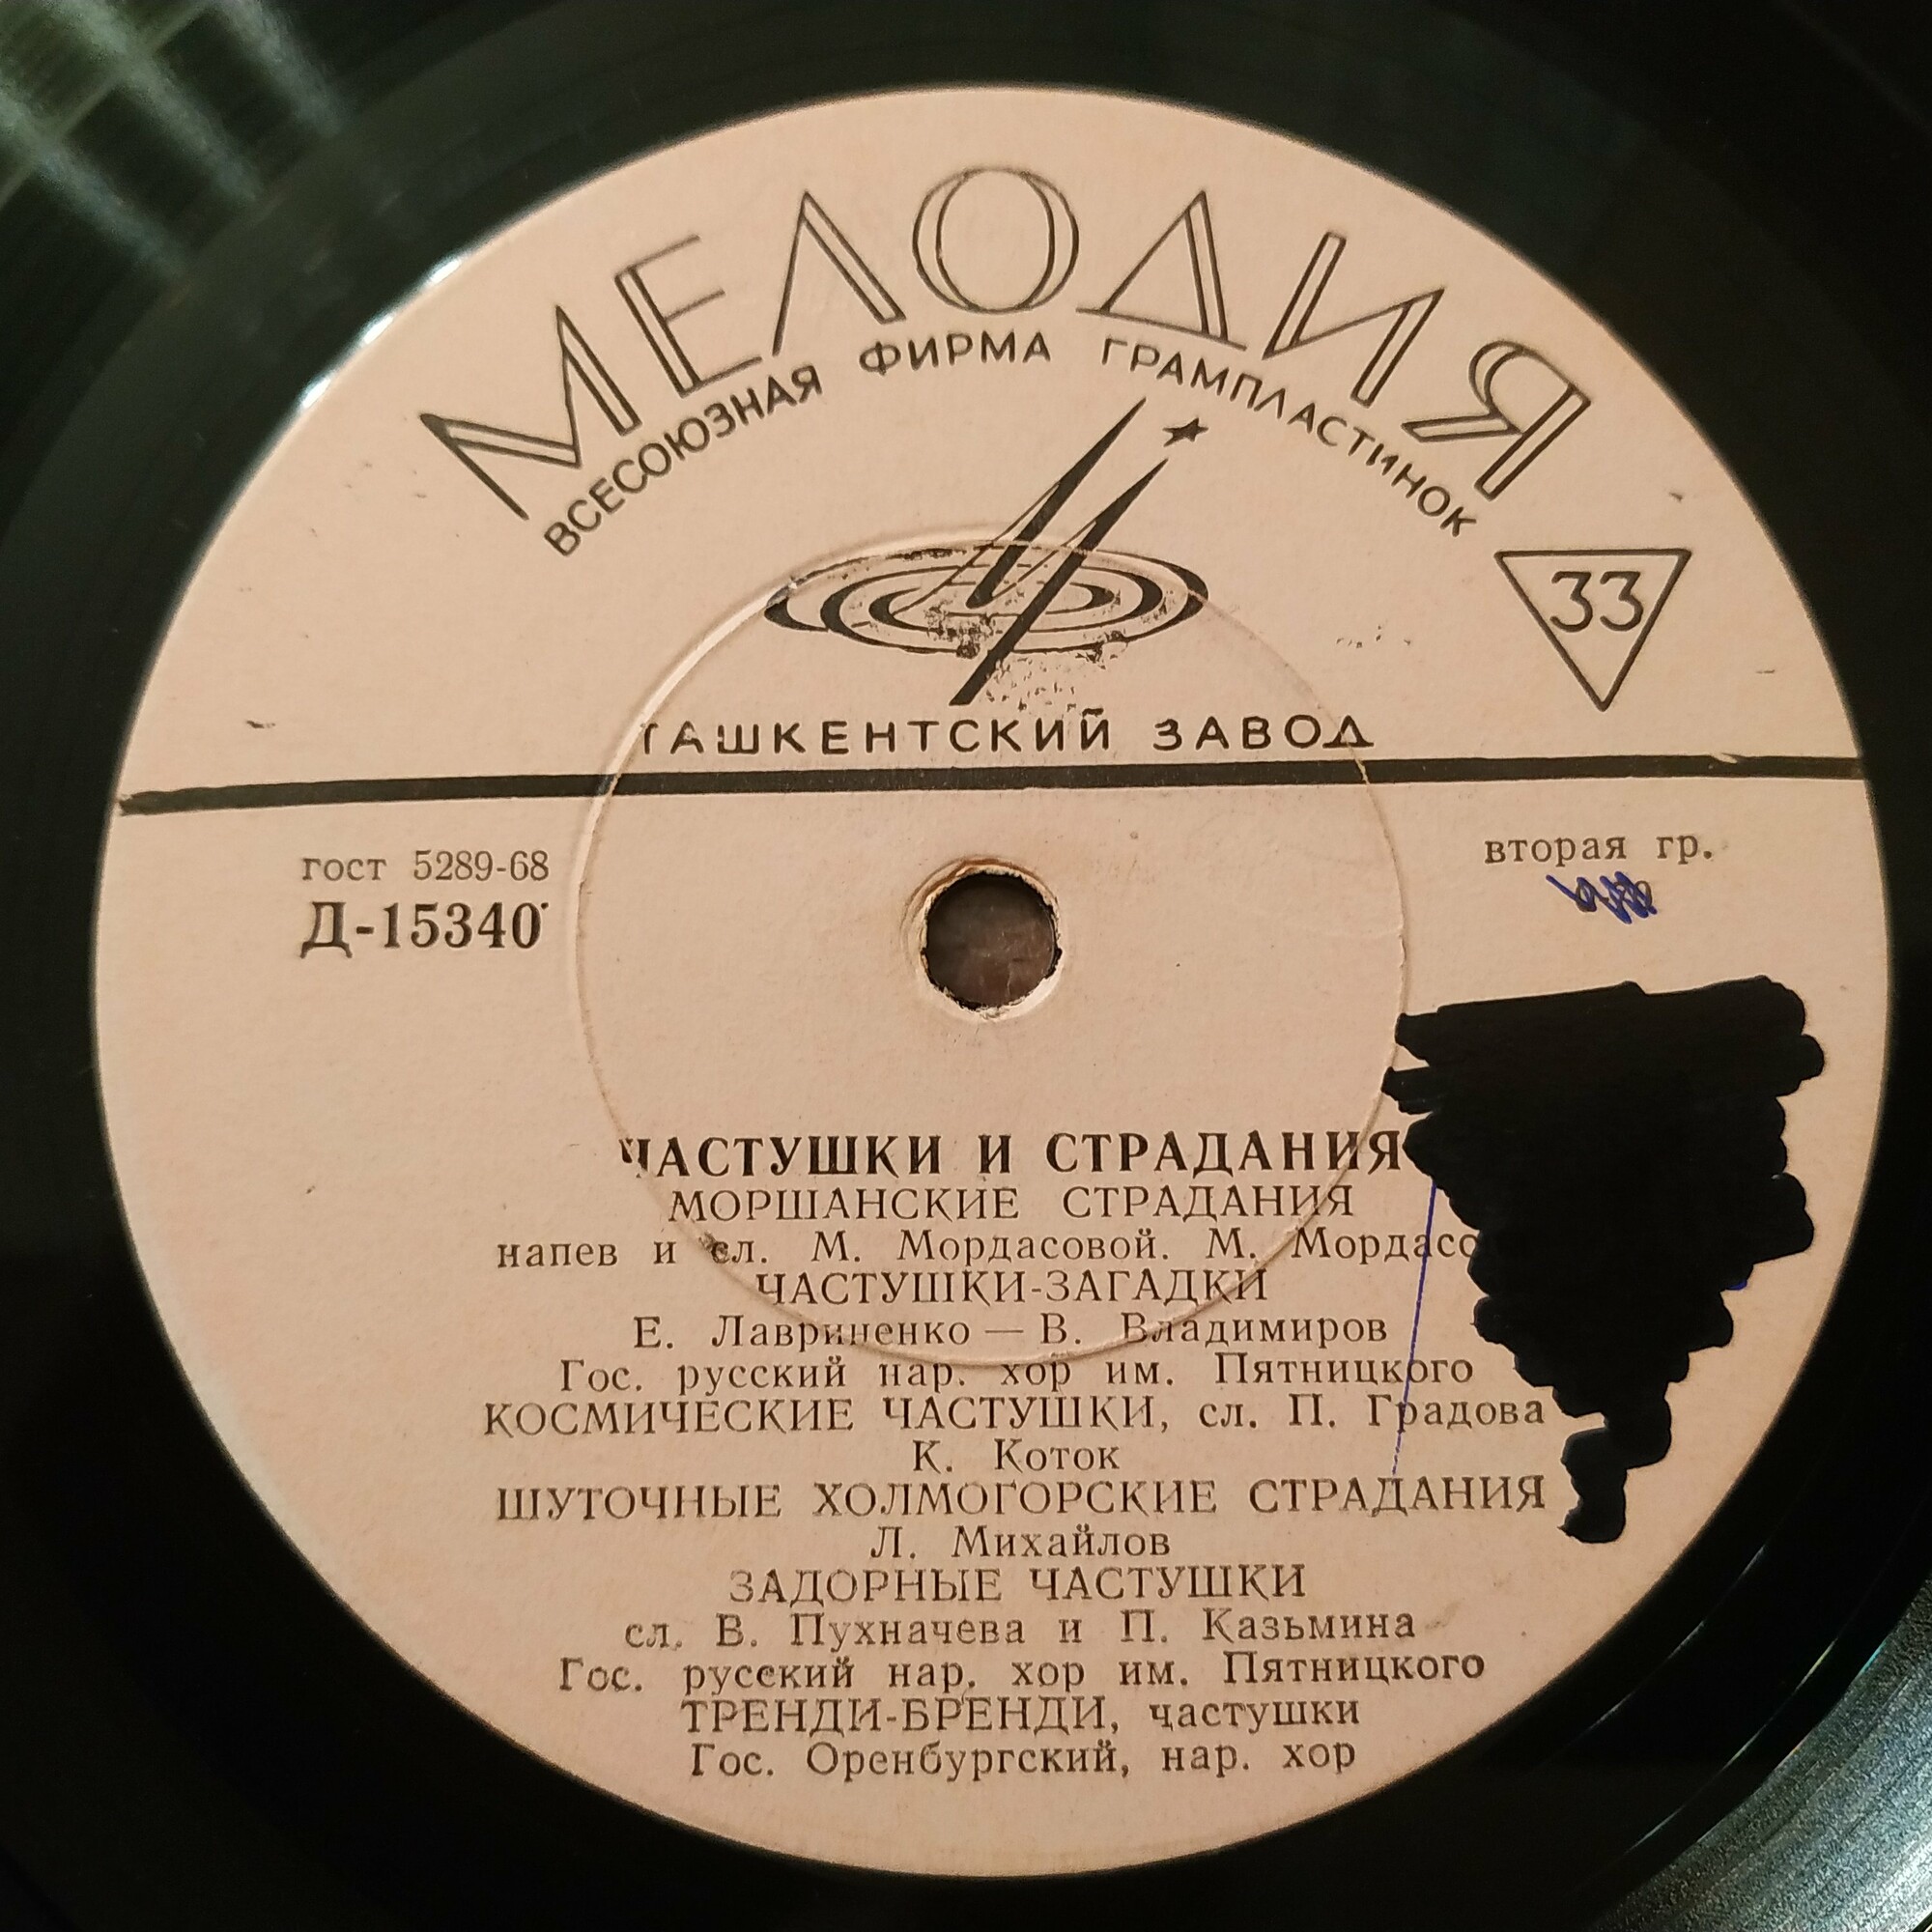 МЕЛОДИЯ
ВСЕСОЮЗНАЯ ФИРМА ГРАМПЛАСТИНОК
33
ТАШКЕНТСКИЙ ЗАВОД
гост 5289-68
вторая гр.
Д-15340
ЧАСТУШКИ И СТРАДАНИЯ
МОРШАНСКИЕ СТРАДАНИЯ
напев и сл. М. Мордасовой. М.
ЧАСТУШКИ-ЗАГАДКИ
Е. Лавриненко — В. Владимиров
Гос. русский нар. хор им. Пятницкого
КОСМИЧЕСКИЕ ЧАСТУШКИ, сл. П. Градова
К. Коток
ШУТОЧНЫЕ ХОЛМОГОРСКИЕ СТРАДАНИЯ
Л. Михайлов
ЗАДОРНЫЕ ЧАСТУШКИ
сл. В. Пухначева и П. Казьмина
Гос. русский нар. хор им. Пятницкого
ТРЕНДИ-БРЕНДИ, частушки
Гос. Оренбургский, нар. хор